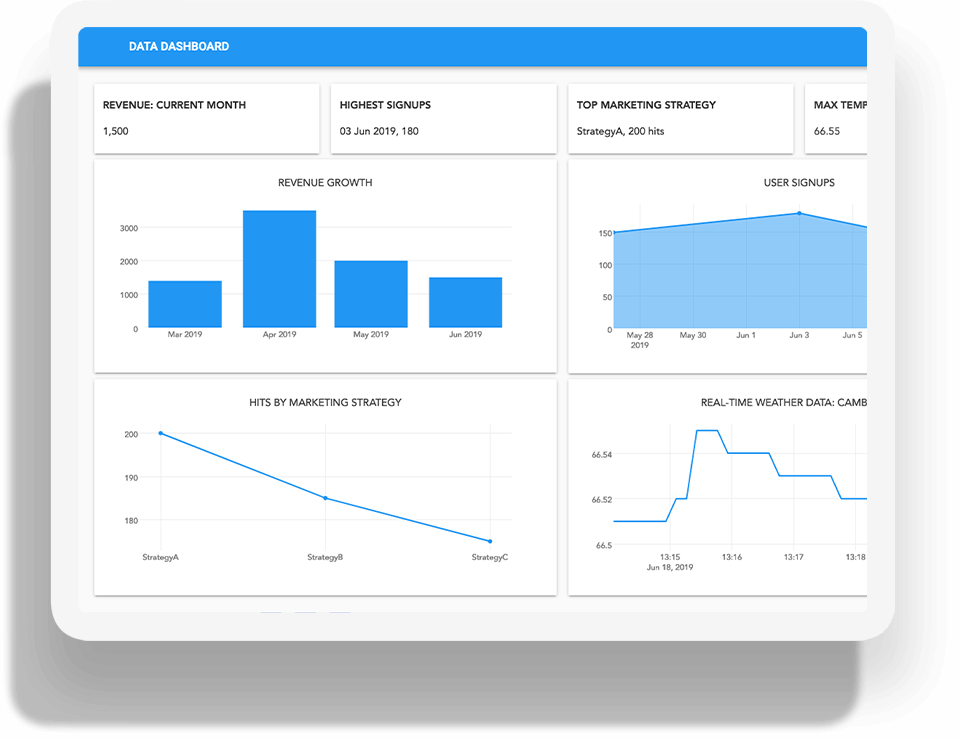 DATA DASHBOARD
REVENUE: CURRENT MONTH
1,500
HIGHEST SIGNUPS
03 Jun 2019, 180
TOP MARKETING STRATEGY
StrategyA, 200 hits
MAX TEMP
66.55
REVENUE GROWTH
3000
2000
1000
0
Mar 2019 Apr 2019 May 2019 Jun 2019
USER SIGNUPS
150
100
50
0
May 28 May 30 Jun 1 Jun 3 Jun 5
2019
HITS BY MARKETING STRATEGY
200
190
180
StrategyA StrategyB StrategyC
REAL-TIME WEATHER DATA: CAMB
66.54
66.52
66.5
13:15 13:16 13:17 13:18
Jun 18, 2019